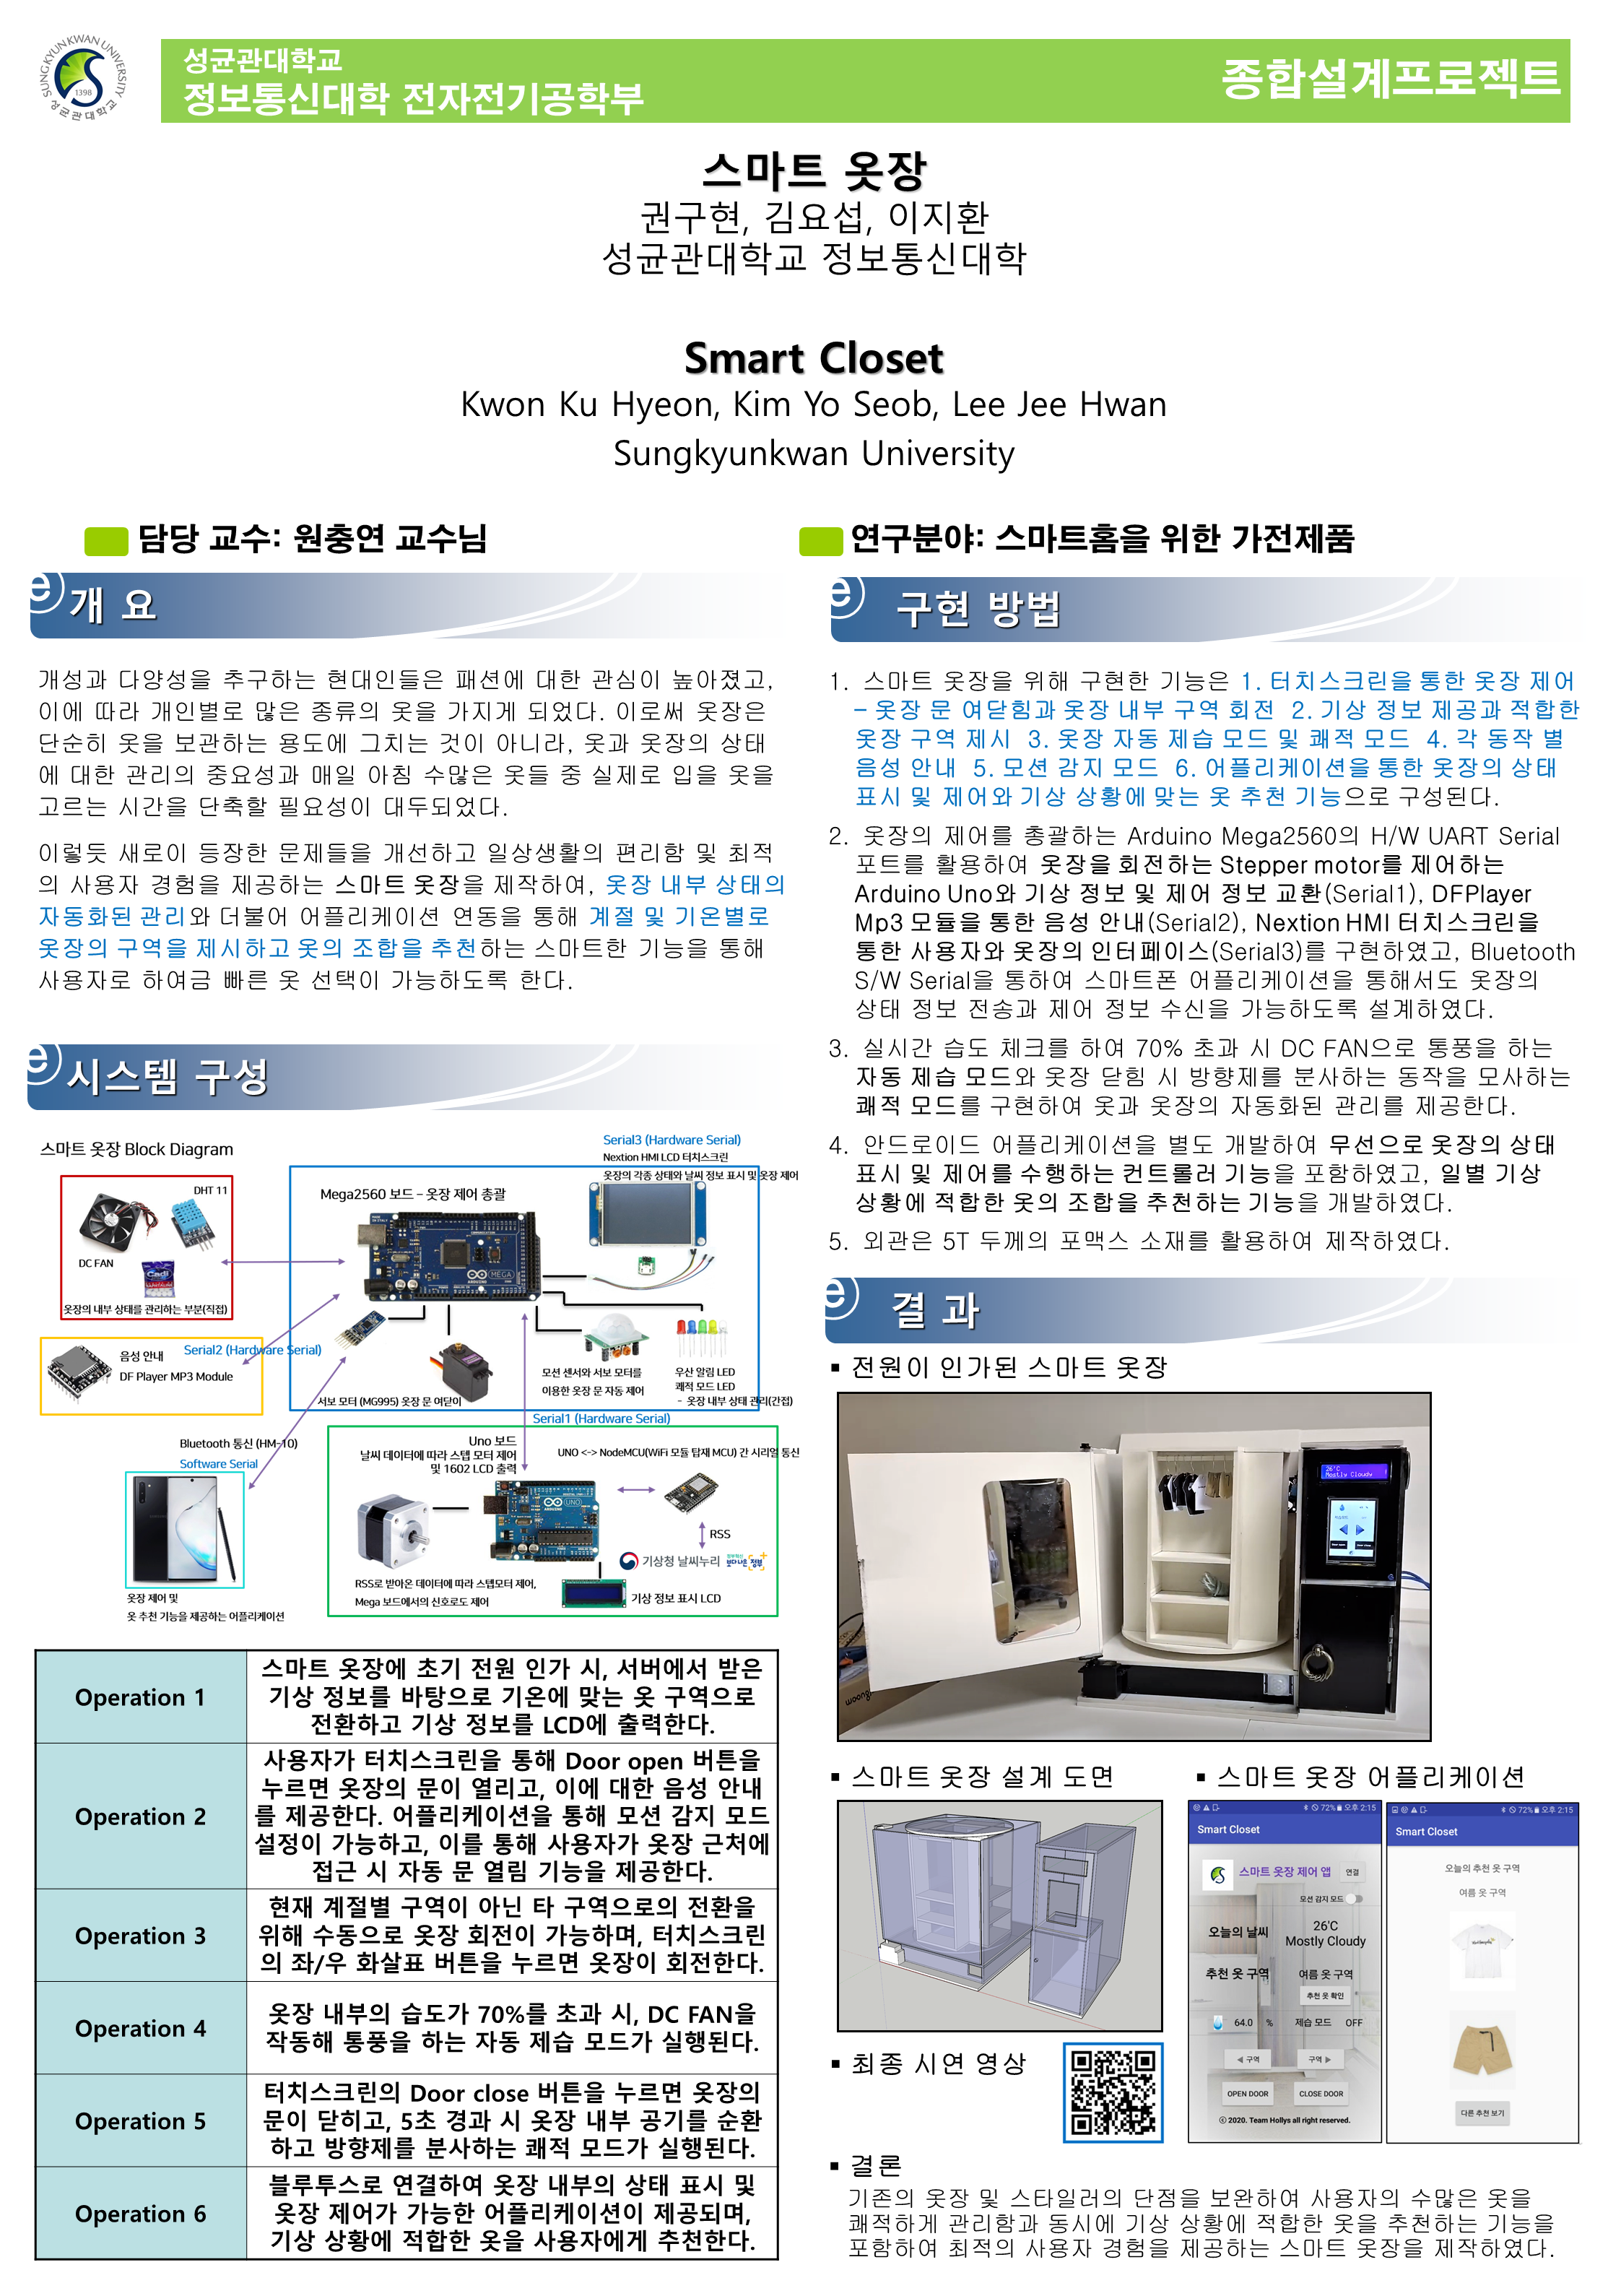 SUNGKYUNKWAN UNIVERSITY
1398
성균관대학교
성균관대학교
정보통신대학 전자전기공학부
종합설계프로젝트
스마트 옷장
권구현, 김요섭, 이지환
성균관대학교 정보통신대학
Smart Closet
Kwon Ku Hyeon, Kim Yo Seob, Lee Jee Hwan
Sungkyunkwan University
담당 교수: 원충연 교수님
연구분야: 스마트홈을 위한 가전제품
개 요
개성과 다양성을 추구하는 현대인들은 패션에 대한 관심이 높아졌고,
이에 따라 개인별로 많은 종류의 옷을 가지게 되었다. 이로써 옷장은
단순히 옷을 보관하는 용도에 그치는 것이 아니라, 옷과 옷장의 상태
에 대한 관리의 중요성과 매일 아침 수많은 옷들 중 실제로 입을 옷을
고르는 시간을 단축할 필요성이 대두되었다.
이렇듯 새로이 등장한 문제들을 개선하고 일상생활의 편리함 및 최적
의 사용자 경험을 제공하는 스마트 옷장을 제작하여, 옷장 내부 상태의
자동화된 관리와 더불어 어플리케이션 연동을 통해 계절 및 기온별로
옷장의 구역을 제시하고 옷의 조합을 추천하는 스마트한 기능을 통해
사용자로 하여금 빠른 옷 선택이 가능하도록 한다.
시스템 구성
스마트 옷장 Block Diagram
DHT 11
DC FAN
옷장의 내부 상태를 관리하는 부분(직접)
음성 안내
DF Player MP3 Module
Serial2 (Hardware Serial)
Mega2560 보드 – 옷장 제어 총괄
Serial3 (Hardware Serial)
Nextion HMI LCD 터치스크린
옷장의 각종 상태와 날씨 정보 표시 및 옷장 제어
서보 모터 (MG995) 옷장 문 여닫이
모션 센서와 서보 모터를
이용한 옷장 문 자동 제어
우산 알림 LED
쾌적 모드 LED
- 옷장 내부 상태 관리(간접)
Serial1 (Hardware Serial)
Bluetooth 통신 (HM-10)
Software Serial
옷장 제어 및
옷 추천 기능을 제공하는 어플리케이션
Uno 보드
날씨 데이터에 따라 스텝 모터 제어
및 1602 LCD 출력
UNO <-> NodeMCU(WiFi 모듈 탑재 MCU) 간 시리얼 통신
RSS
기상청 날씨누리
보다나은 정부
RSS로 받아온 데이터에 따라 스텝모터 제어,
Mega 보드에서의 신호로도 제어
기상 정보 표시 LCD
Operation 1
스마트 옷장에 초기 전원 인가 시, 서버에서 받은
기상 정보를 바탕으로 기온에 맞는 옷 구역으로
전환하고 기상 정보를 LCD에 출력한다.
Operation 2
사용자가 터치스크린을 통해 Door open 버튼을
누르면 옷장의 문이 열리고, 이에 대한 음성 안내
를 제공한다. 어플리케이션을 통해 모션 감지 모드
설정이 가능하고, 이를 통해 사용자가 옷장 근처에
접근 시 자동 문 열림 기능을 제공한다.
Operation 3
현재 계절별 구역이 아닌 타 구역으로의 전환을
위해 수동으로 옷장 회전이 가능하며, 터치스크린
의 좌/우 화살표 버튼을 누르면 옷장이 회전한다.
Operation 4
옷장 내부의 습도가 70%를 초과 시, DC FAN을
작동해 통풍을 하는 자동 제습 모드가 실행된다.
Operation 5
터치스크린의 Door close 버튼을 누르면 옷장의
문이 닫히고, 5초 경과 시 옷장 내부 공기를 순환
하고 방향제를 분사하는 쾌적 모드가 실행된다.
Operation 6
블루투스로 연결하여 옷장 내부의 상태 표시 및
옷장 제어가 가능한 어플리케이션이 제공되며,
기상 상황에 적합한 옷을 사용자에게 추천한다.
구현 방법
1. 스마트 옷장을 위해 구현한 기능은 1. 터치스크린을 통한 옷장 제어
– 옷장 문 여닫힘과 옷장 내부 구역 회전 2. 기상 정보 제공과 적합한
옷장 구역 제시 3. 옷장 자동 제습 모드 및 쾌적 모드 4. 각 동작 별
음성 안내 5. 모션 감지 모드 6. 어플리케이션을 통한 옷장의 상태
표시 및 제어와 기상 상황에 맞는 옷 추천 기능으로 구성된다.
2. 옷장의 제어를 총괄하는 Arduino Mega2560의 H/W UART Serial
포트를 활용하여 옷장을 회전하는 Stepper motor를 제어하는
Arduino Uno와 기상 정보 및 제어 정보 교환(Serial1), DFPlayer
Mp3 모듈을 통한 음성 안내(Serial2), Nextion HMI 터치스크린을
통한 사용자와 옷장의 인터페이스(Serial3)를 구현하였고, Bluetooth
S/W Serial을 통하여 스마트폰 어플리케이션을 통해서도 옷장의
상태 정보 전송과 제어 정보 수신을 가능하도록 설계하였다.
3. 실시간 습도 체크를 하여 70% 초과 시 DC FAN으로 통풍을 하는
자동 제습 모드와 옷장 닫힘 시 방향제를 분사하는 동작을 모사하는
쾌적 모드를 구현하여 옷과 옷장의 자동화된 관리를 제공한다.
4. 안드로이드 어플리케이션을 별도 개발하여 무선으로 옷장의 상태
표시 및 제어를 수행하는 컨트롤러 기능을 포함하였고, 일별 기상
상황에 적합한 옷의 조합을 추천하는 기능을 개발하였다.
5. 외관은 5T 두께의 포맥스 소재를 활용하여 제작하였다.
결 과
▪ 전원이 인가된 스마트 옷장
26°C
Mostly Cloudy
▪ 스마트 옷장 설계 도면
▪ 스마트 옷장 어플리케이션
72% 오후 2:15
Smart Closet
스마트 옷장 제어 앱
연결
모션 감지 모드
오늘의 날씨
26'C
Mostly Cloudy
추천 옷 구역
여름 옷 구역
추천 옷 확인
64.0 %
제습 모드 OFF
◀ 구역
구역 ▶
OPEN DOOR
CLOSE DOOR
ⓒ 2020. Team Hollys all right reserved.
72% 오후 2:15
Smart Closet
오늘의 추천 옷 구역
여름 옷 구역
다른 추천 보기
▪ 최종 시연 영상
▪ 결론
기존의 옷장 및 스타일러의 단점을 보완하여 사용자의 수많은 옷을
쾌적하게 관리함과 동시에 기상 상황에 적합한 옷을 추천하는 기능을
포함하여 최적의 사용자 경험을 제공하는 스마트 옷장을 제작하였다.